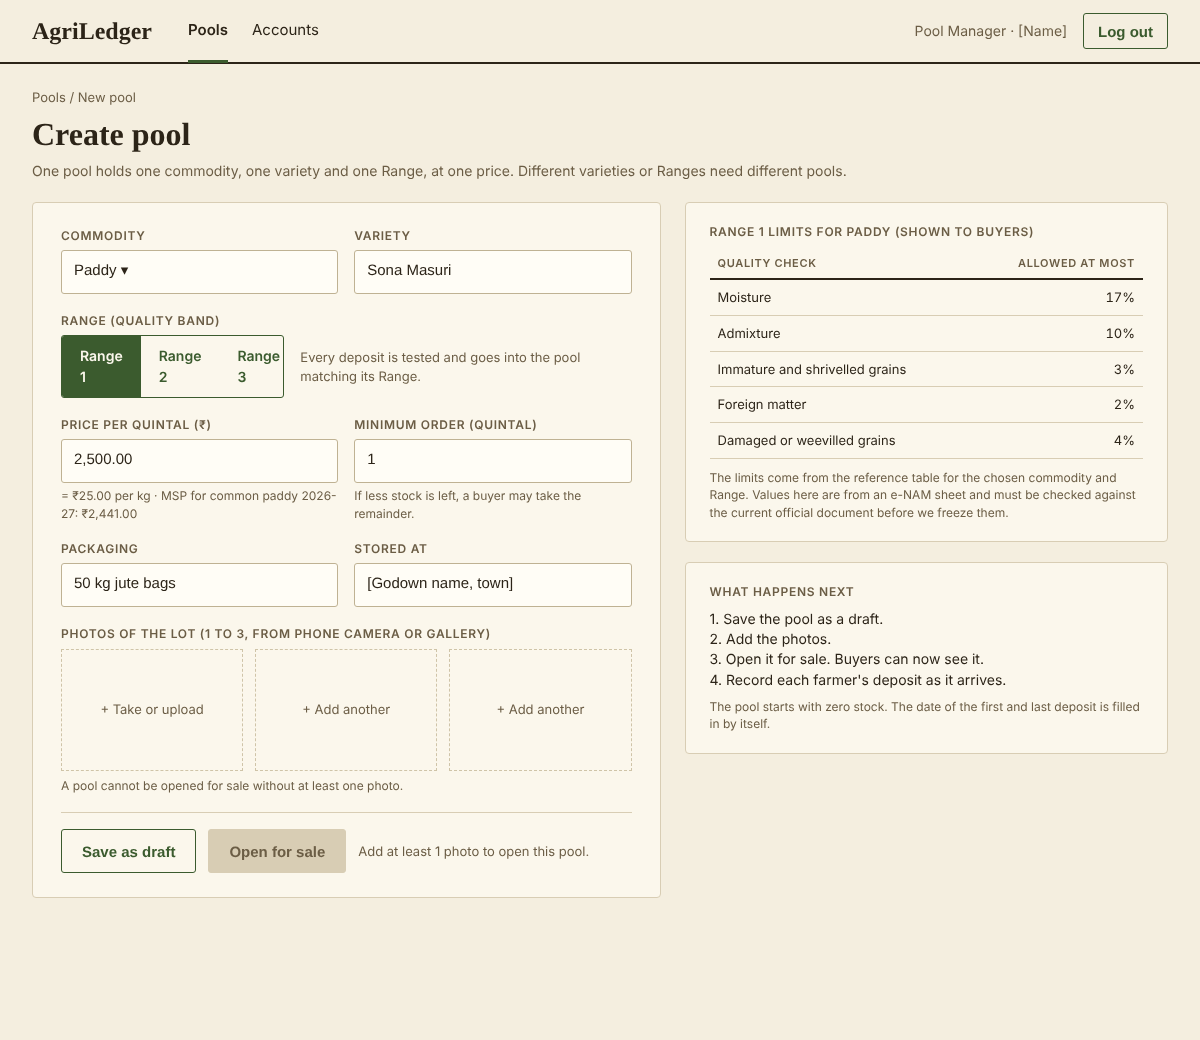 AgriLedger
Pools
Accounts
Pool Manager · [Name]
Log out
Pools / New pool
Create pool
One pool holds one commodity, one variety and one Range, at one price. Different varieties or Ranges need different pools.
COMMODITY
VARIETY
Paddy ▾
Sona Masuri
RANGE (QUALITY BAND)
Range
1
Range
2
Range
3
Every deposit is tested and goes into the pool
matching its Range.
PRICE PER QUINTAL (₹)
MINIMUM ORDER (QUINTAL)
2,500.00
1
= ₹25.00 per kg · MSP for common paddy 2026-
27: ₹2,441.00
If less stock is left, a buyer may take the
remainder.
PACKAGING
STORED AT
50 kg jute bags
[Godown name, town]
PHOTOS OF THE LOT (1 TO 3, FROM PHONE CAMERA OR GALLERY)
+ Take or upload
+ Add another
+ Add another
A pool cannot be opened for sale without at least one photo.
Save as draft
Open for sale
Add at least 1 photo to open this pool.
RANGE 1 LIMITS FOR PADDY (SHOWN TO BUYERS)
QUALITY CHECK
ALLOWED AT MOST
Moisture 17%
Admixture 10%
Immature and shrivelled grains 3%
Foreign matter 2%
Damaged or weevilled grains 4%
The limits come from the reference table for the chosen commodity and
Range. Values here are from an e-NAM sheet and must be checked against
the current official document before we freeze them.
WHAT HAPPENS NEXT
1. Save the pool as a draft.
2. Add the photos.
3. Open it for sale. Buyers can now see it.
4. Record each farmer's deposit as it arrives.
The pool starts with zero stock. The date of the first and last deposit is filled
in by itself.